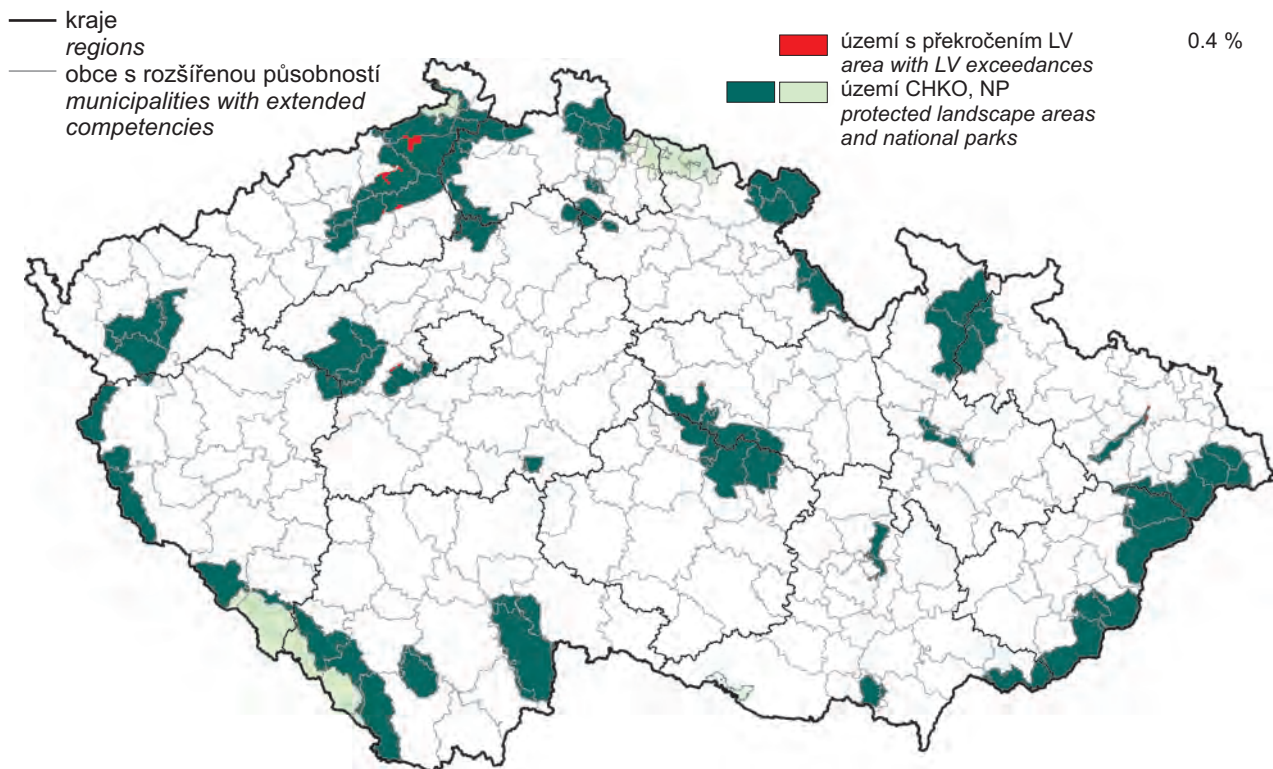 kraje
regions
obce s rozšířenou působností
municipalities with extended
competencies
území s překročením LV 0.4 %
area with LV exceedances
území CHKO, NP
protected landscape areas
and national parks